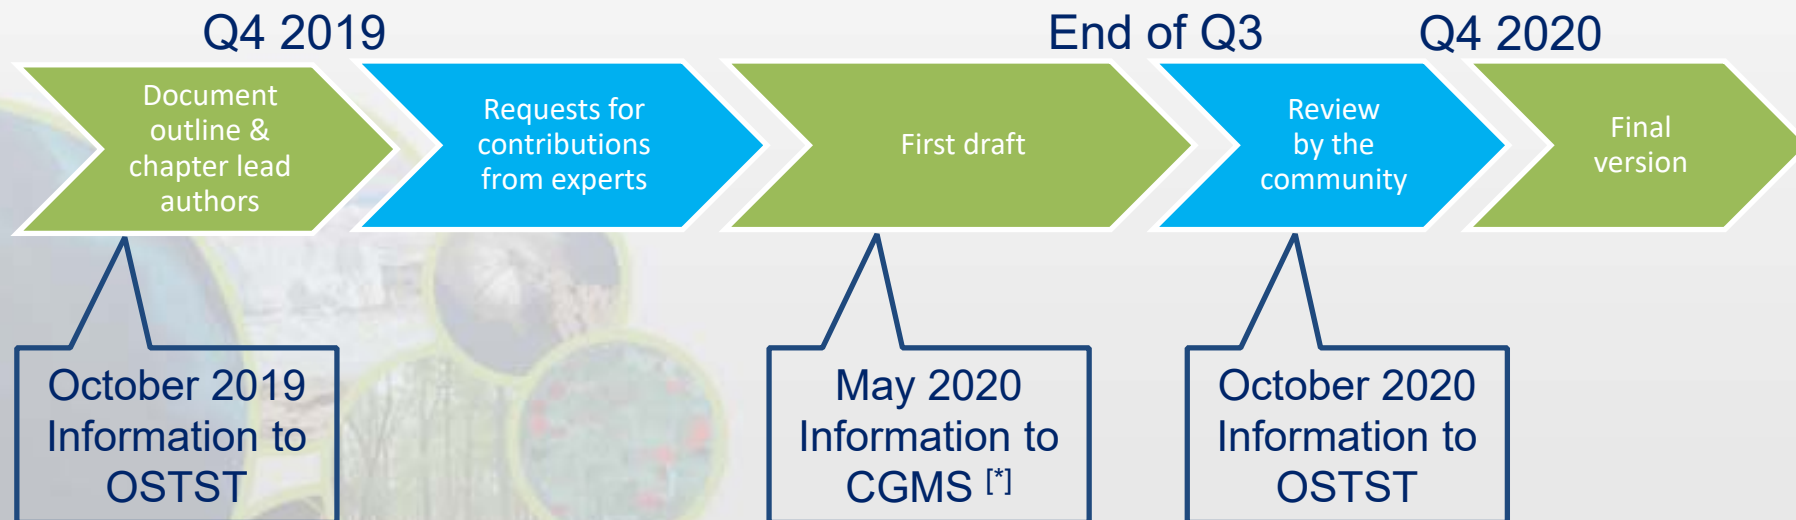 Q4 2019
End of Q3
Q4 2020
Document
outline &
chapter lead
authors
Requests for
contributions
from experts
First draft
Review
by the
community
Final
version
October 2019
Information to
OSTST
May 2020
Information to
CGMS [*]
October 2020
Information to
OSTST